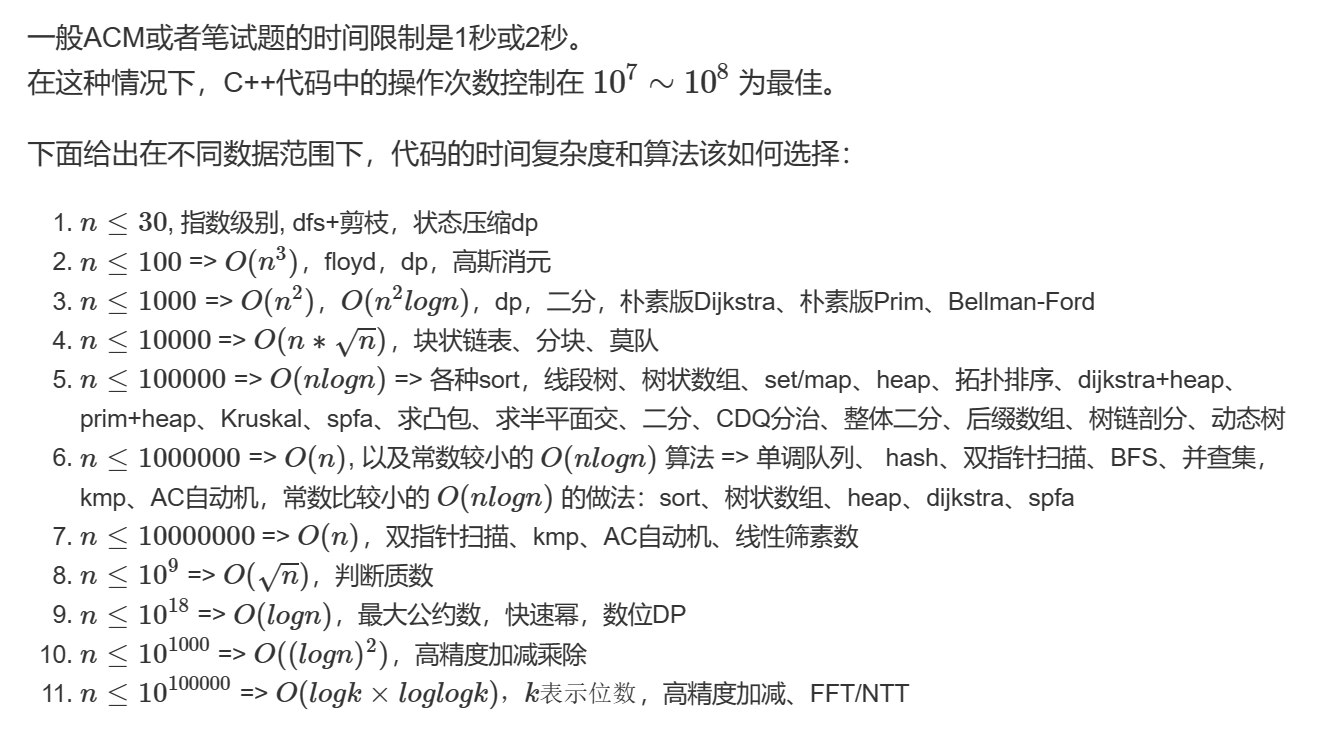 一般ACM或者笔试题的时间限制是1秒或2秒。
在这种情况下，C++代码中的操作次数控制在 10^7 ∼ 10^8 为最佳。
下面给出在不同数据范围下，代码的时间复杂度和算法该如何选择：
1. n ≤ 30, 指数级别, dfs+剪枝，状态压缩dp
2. n ≤ 100 => O(n^3)，floyd，dp，高斯消元
3. n ≤ 1000 => O(n^2)，O(n^2logn)，dp，二分，朴素版Dijkstra、朴素版Prim、Bellman-Ford
4. n ≤ 10000 => O(n ∗ √n)，块状链表、分块、莫队
5. n ≤ 100000 => O(nlogn) => 各种sort，线段树、树状数组、set/map、heap、拓扑排序、dijkstra+heap、
prim+heap、Kruskal、spfa、求凸包、求半平面交、二分、CDQ分治、整体二分、后缀数组、树链剖分、动态树
6. n ≤ 1000000 => O(n), 以及常数较小的 O(nlogn) 算法 => 单调队列、 hash、双指针扫描、BFS、并查集，
kmp、AC自动机，常数比较小的 O(nlogn) 的做法：sort、树状数组、heap、dijkstra、spfa
7. n ≤ 10000000 => O(n)，双指针扫描、kmp、AC自动机、线性筛素数
8. n ≤ 10^9 => O(√n)，判断质数
9. n ≤ 10^18 => O(logn)，最大公约数，快速幂，数位DP
10. n ≤ 10^1000 => O((logn)^2)，高精度加减乘除
11. n ≤ 10^100000 => O(logk × loglogk)，k表示位数，高精度加减、FFT/NTT